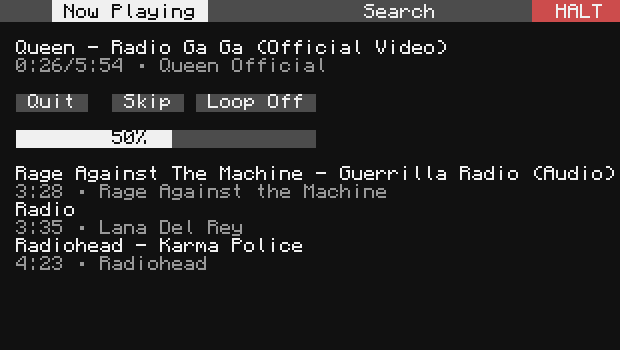 Now Playing Search HALT
Queen – Radio Ga Ga (Official Video)
0:26/5:54 • Queen Official
Quit Skip Loop Off
50%
Rage Against The Machine - Guerrilla Radio (Audio)
3:28 • Rage Against the Machine
Radio
3:35 • Lana Del Rey
Radiohead - Karma Police
4:23 • Radiohead